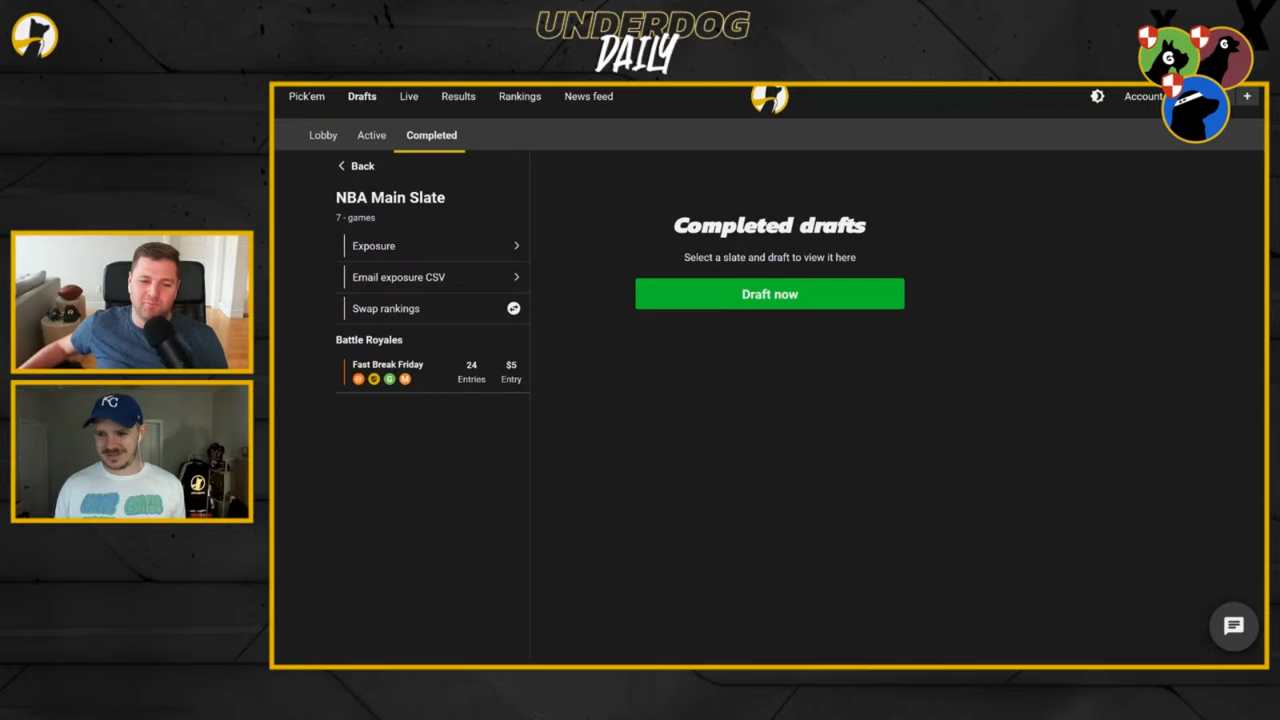 UNDERDOG
DAILY
G
G
Pick'em
Drafts
Live
Results
Rankings
News feed
Account
+
Lobby
Active
Completed
Back
NBA Main Slate
7 - games
Exposure
Email exposure CSV
Swap rankings
Battle Royales
Fast Break Friday
24
$5
G
M
Entries
Entry
Completed drafts
Select a slate and draft to view it here
Draft now
KC